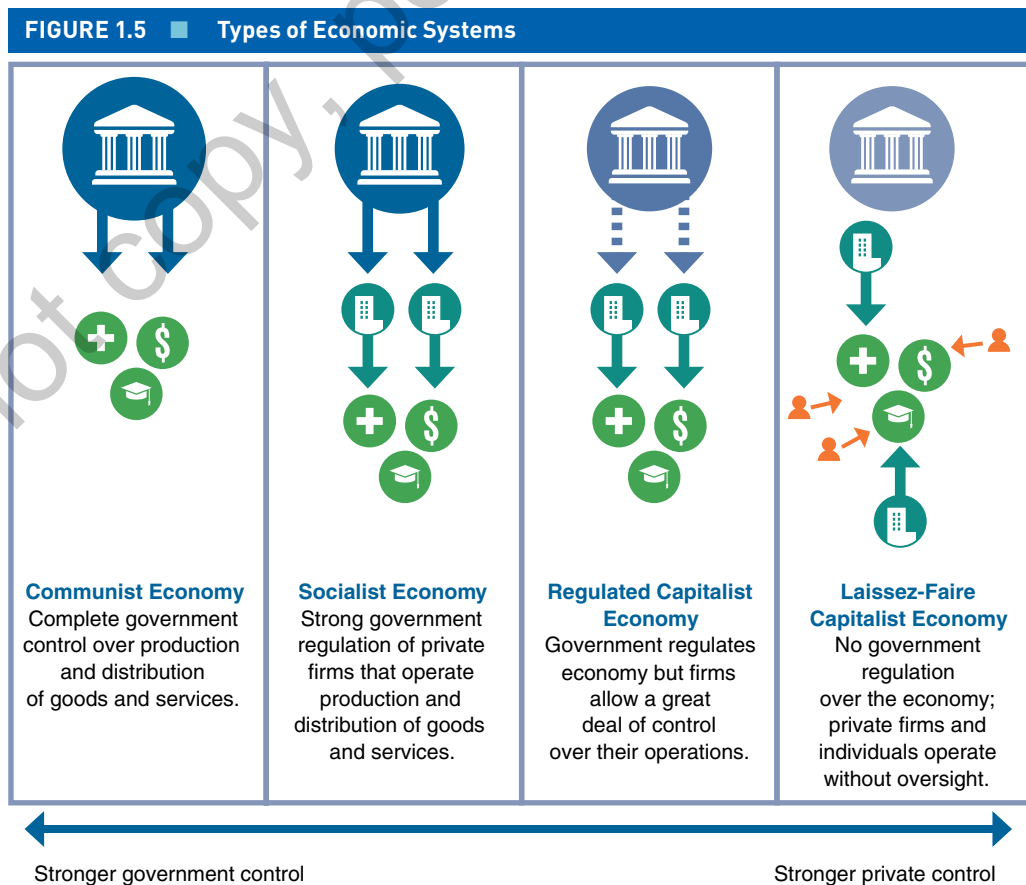 FIGURE 1.5 ■ Types of Economic Systems
$
$
$
$
Communist Economy
Complete government
control over production
and distribution
of goods and services.
Socialist Economy
Strong government
regulation of private
firms that operate
production and
distribution of goods
and services.
Regulated Capitalist
Economy
Government regulates
economy but firms
allow a great
deal of control
over their operations.
Laissez-Faire
Capitalist Economy
No government
regulation
over the economy;
private firms and
individuals operate
without oversight.
Stronger government control
Stronger private control
not copy, po